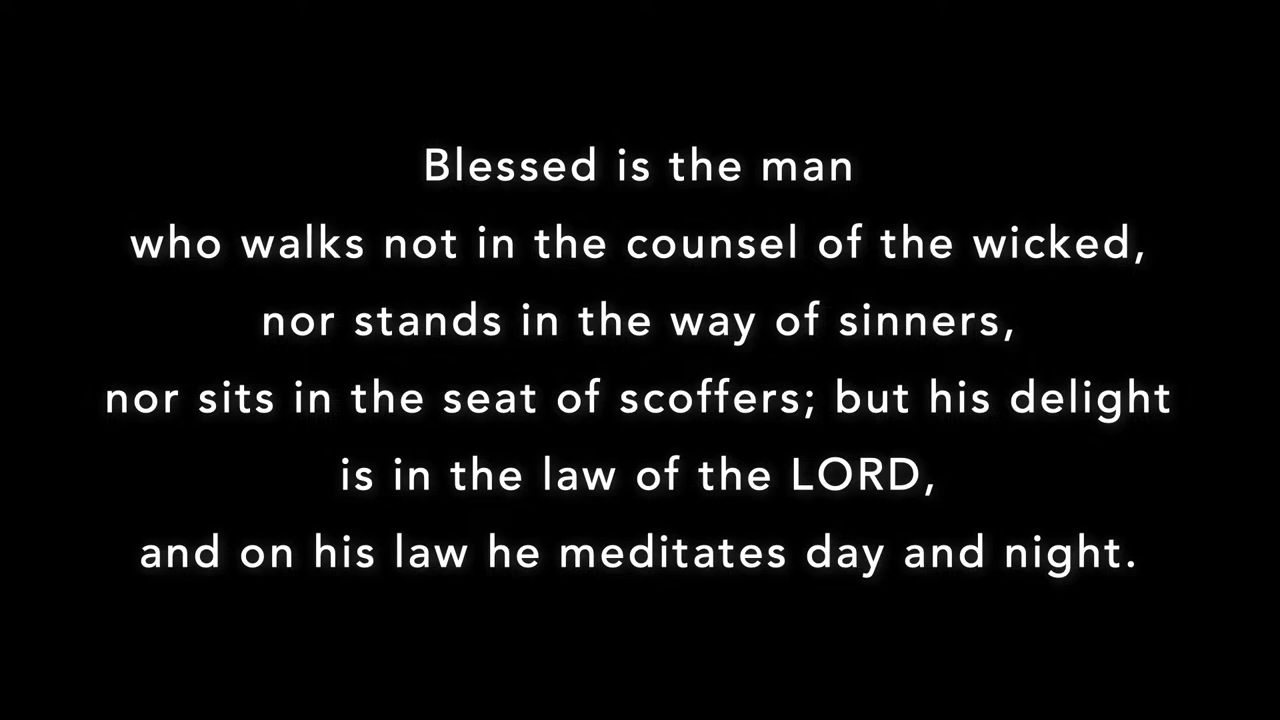 Blessed is the man
who walks not in the counsel of the wicked,
nor stands in the way of sinners,
nor sits in the seat of scoffers; but his delight
is in the law of the LORD,
and on his law he meditates day and night.